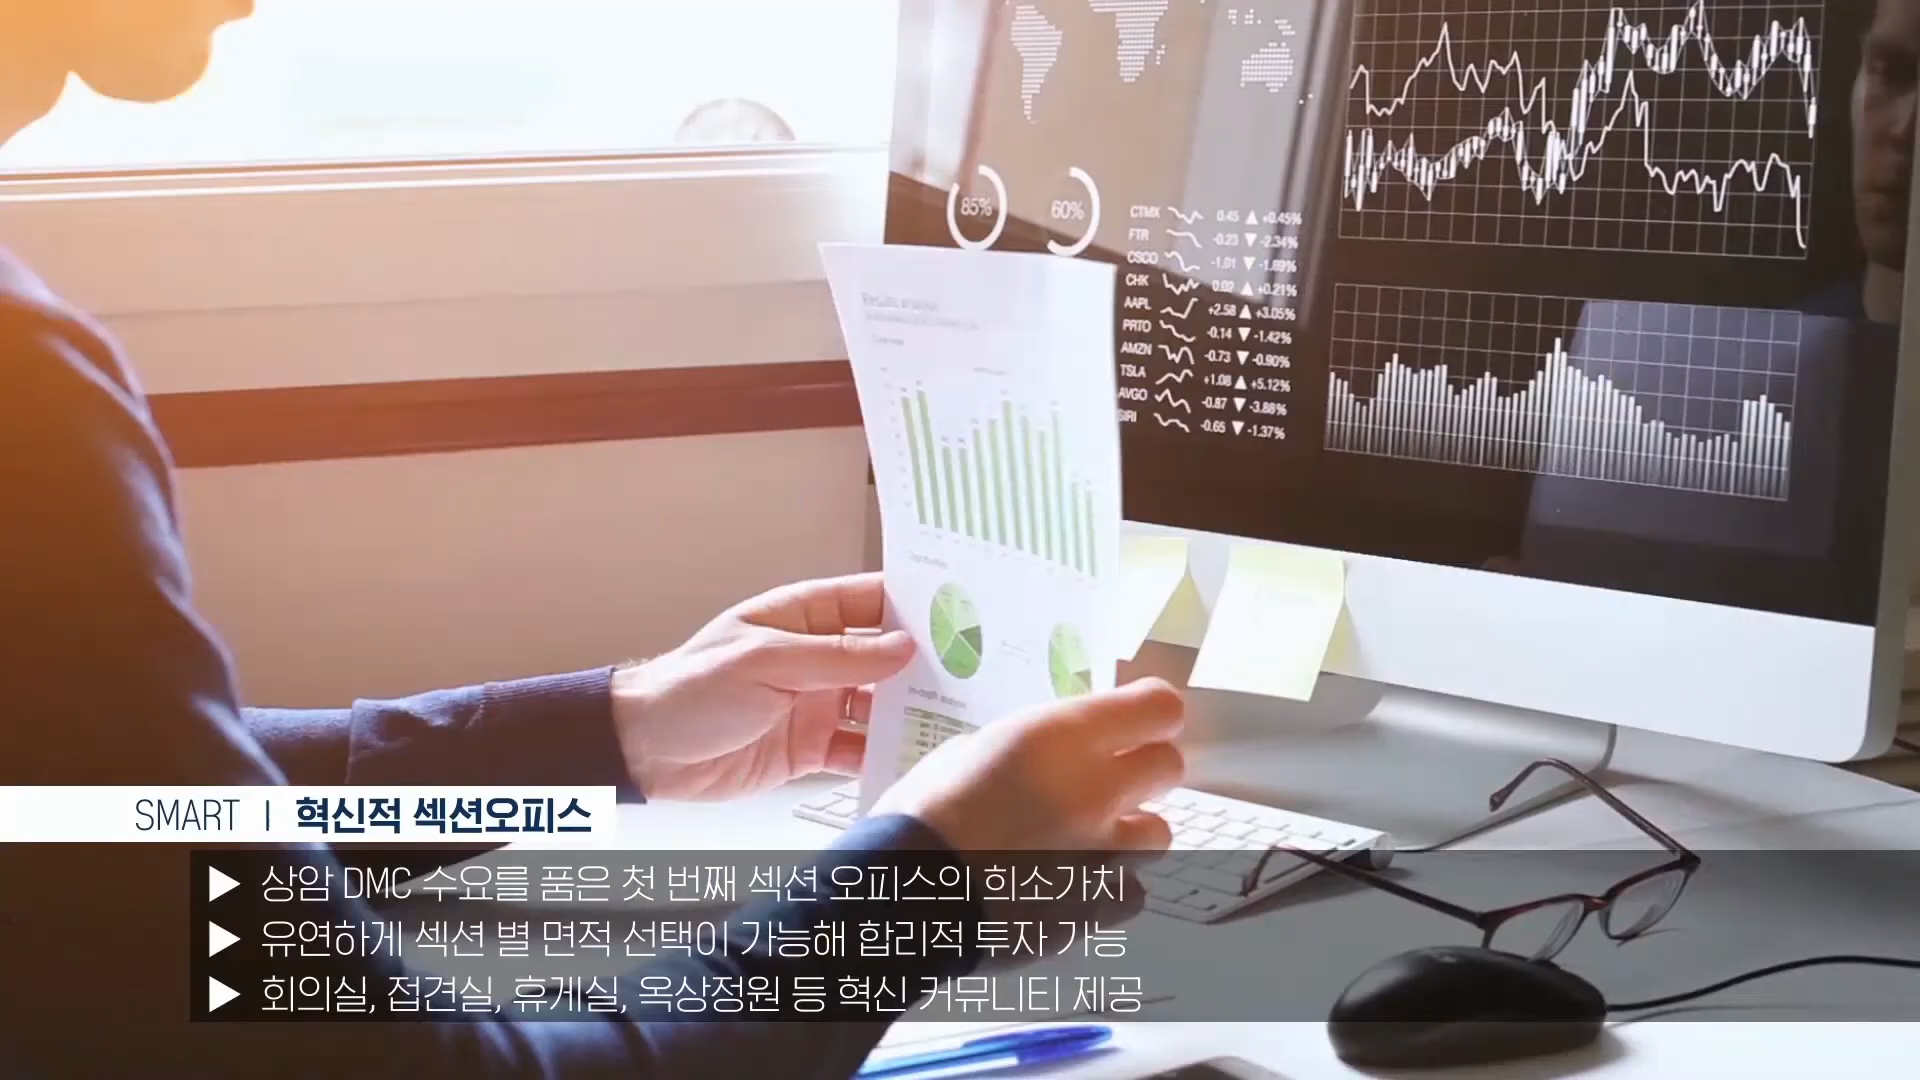 85%
60%
CTMX 0.45 ▲ +0.45%
FTR -0.23 ▼ -2.34%
CSCO -1.01 ▼ -1.89%
CHK 0.02 ▲ +0.21%
AAPL +2.58 ▲ +3.05%
PRTO -0.14 ▼ -1.42%
AMZN -0.73 ▼ -0.90%
TSLA +1.08 ▲ +5.12%
AVGO -0.87 ▼ -3.88%
SIRI -0.65 ▼ -1.37%
Results analysis
In-depth analysis
SMART | 혁신적 섹션오피스
▶ 상암 DMC 수요를 품은 첫 번째 섹션 오피스의 희소가치
▶ 유연하게 섹션 별 면적 선택이 가능해 합리적 투자 가능
▶ 회의실, 접견실, 휴게실, 옥상정원 등 혁신 커뮤니티 제공